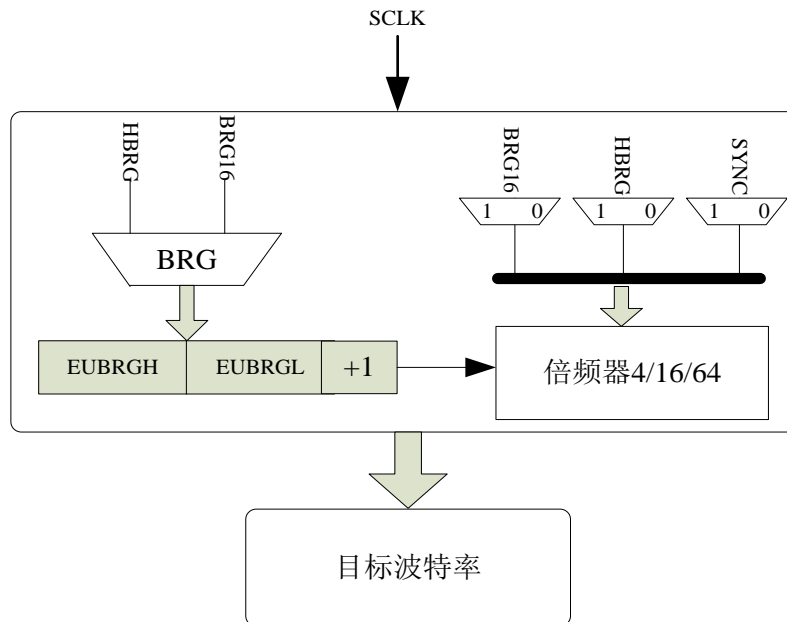 SCLK
HBRG
BRG16
BRG16
HBRG
SYNC
1 0
1 0
1 0
BRG
EUBRGH
EUBRGL
+1
倍频器4/16/64
目标波特率